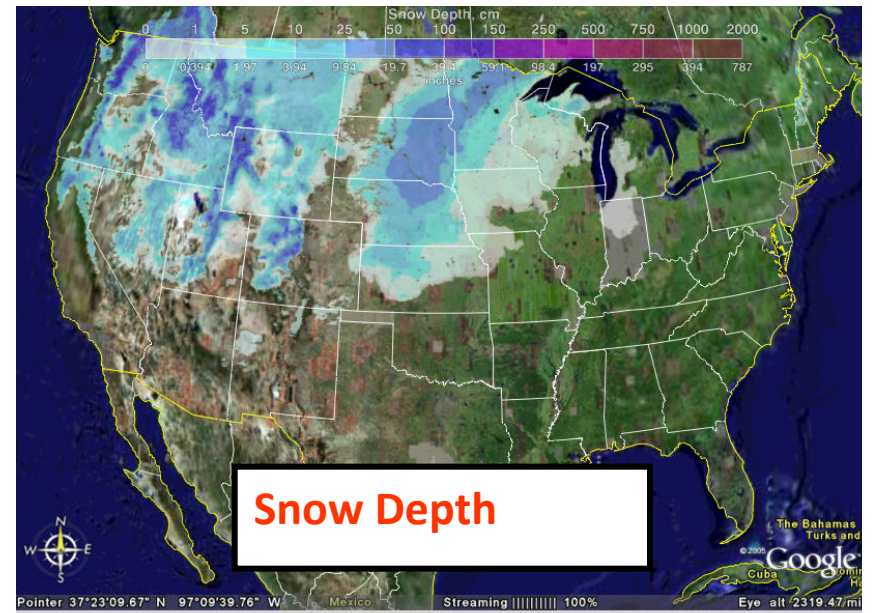 Snow Depth, cm
0 1 5 10 25 50 100 150 250 500 750 1000 2000
0 0.394 1.97 3.94 9.84 19.7 39.4 59.1 98.4 197 295 394 787
inches
Snow Depth
N
W E
S
The Bahamas
Turks and
© 2005 Google
Cuba
Pointer 37°23'09.67" N 97°09'39.76" W
Mexico
Streaming |||||||||| 100%
Eye alt 2319.47 mi